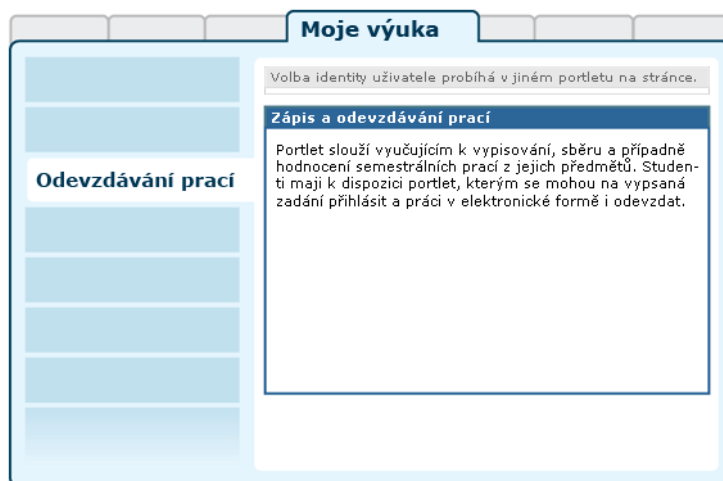 Moje výuka
Volba identity uživatele probíhá v jiném portletu na stránce.
Zápis a odevzdávání prací
Portlet slouží vyučujícím k vypisování, sběru a případně
hodnocení semestrálních prací z jejich předmětů. Studen-
ti maji k dispozici portlet, kterým se mohou na vypsaná
zadání přihlásit a práci v elektronické formě i odevzdat.
Odevzdávání prací